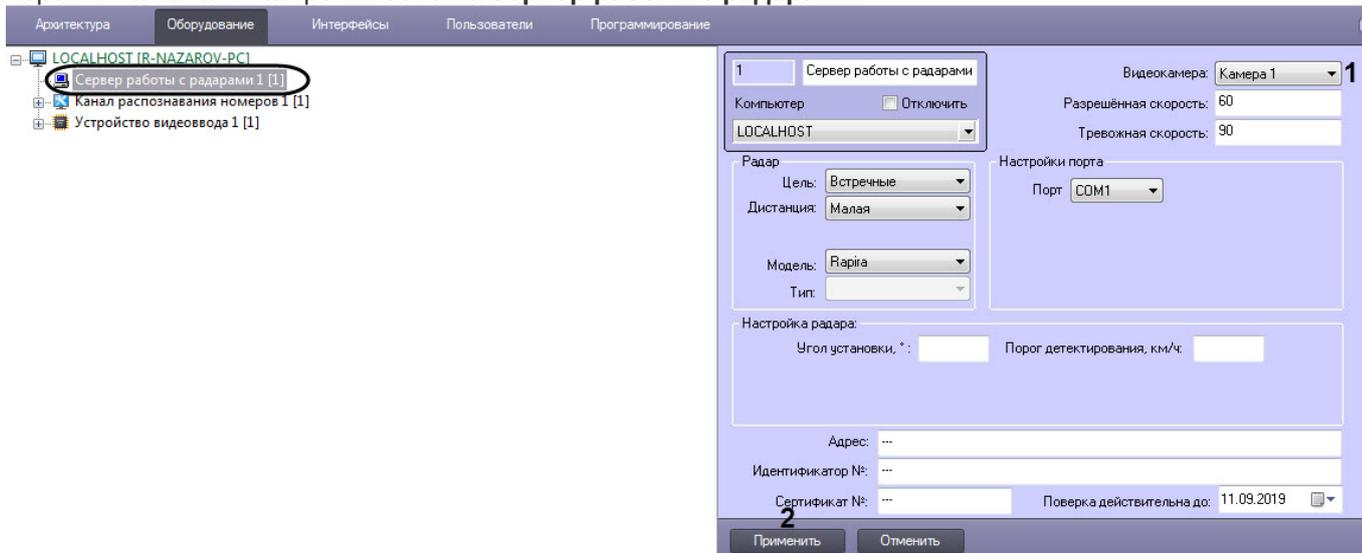 Архитектура Оборудование Интерфейсы Пользователи Программирование
LOCALHOST [R-NAZAROV-PC]
Сервер работы с радарами 1 [1]
Канал распознавания номеров 1 [1]
Устройство видеоввода 1 [1]
1 Сервер работы с радарами
Компьютер Отключить
LOCALHOST
Видеокамера: Камера 1 1
Разрешённая скорость: 60
Тревожная скорость: 90
Радар
Цель: Встречные
Дистанция: Малая
Модель: Rapira
Тип:
Настройки порта
Порт COM1
Настройка радара:
Угол установки, ° : Порог детектирования, км/ч:
Адрес: ---
Идентификатор №: ---
Сертификат №: --- Поверка действительна до: 11.09.2019
2
Применить Отменить